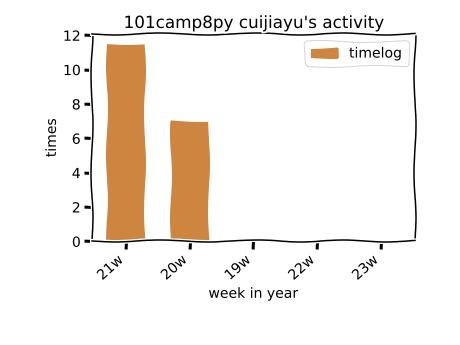 101camp8py cuijiayu's activity
timelog
times
12
10
8
6
4
2
0
21w
20w
19w
22w
23w
week in year